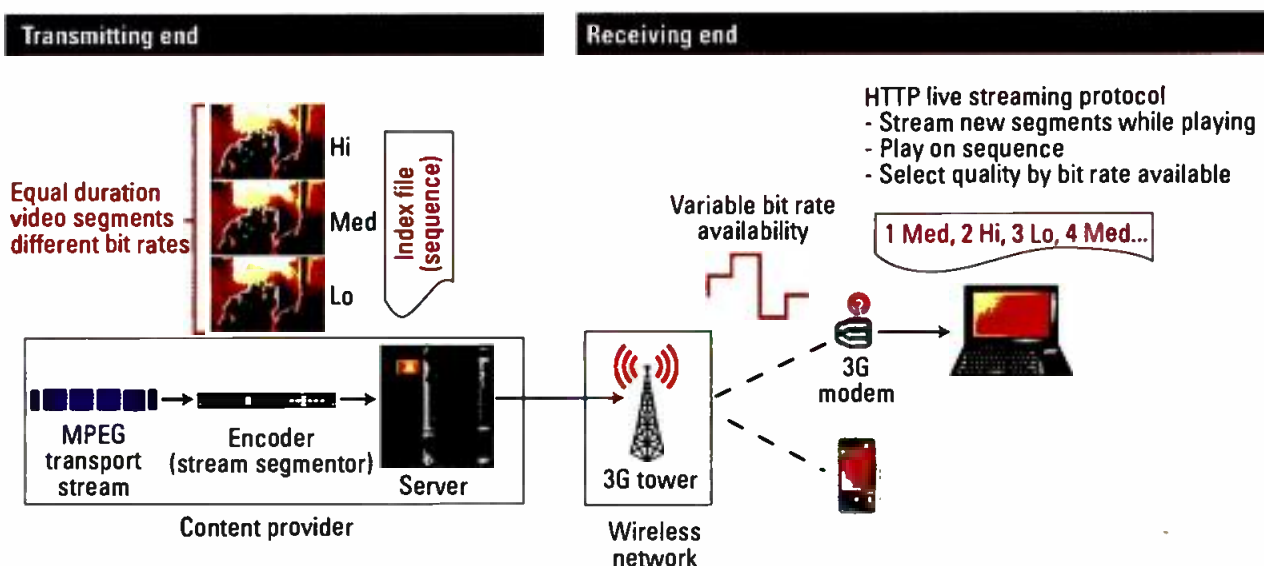 Transmitting end
Receiving end
HTTP live streaming protocol
- Stream new segments while playing
- Play on sequence
- Select quality by bit rate available
Equal duration
video segments
different bit rates
Hi
Med
Lo
Index file
(sequence)
Variable bit rate
availability
1 Med, 2 Hi, 3 Lo, 4 Med...
?
3G
modem
MPEG
transport
stream
Encoder
(stream segmentor)
Server
3G tower
Content provider
Wireless
network